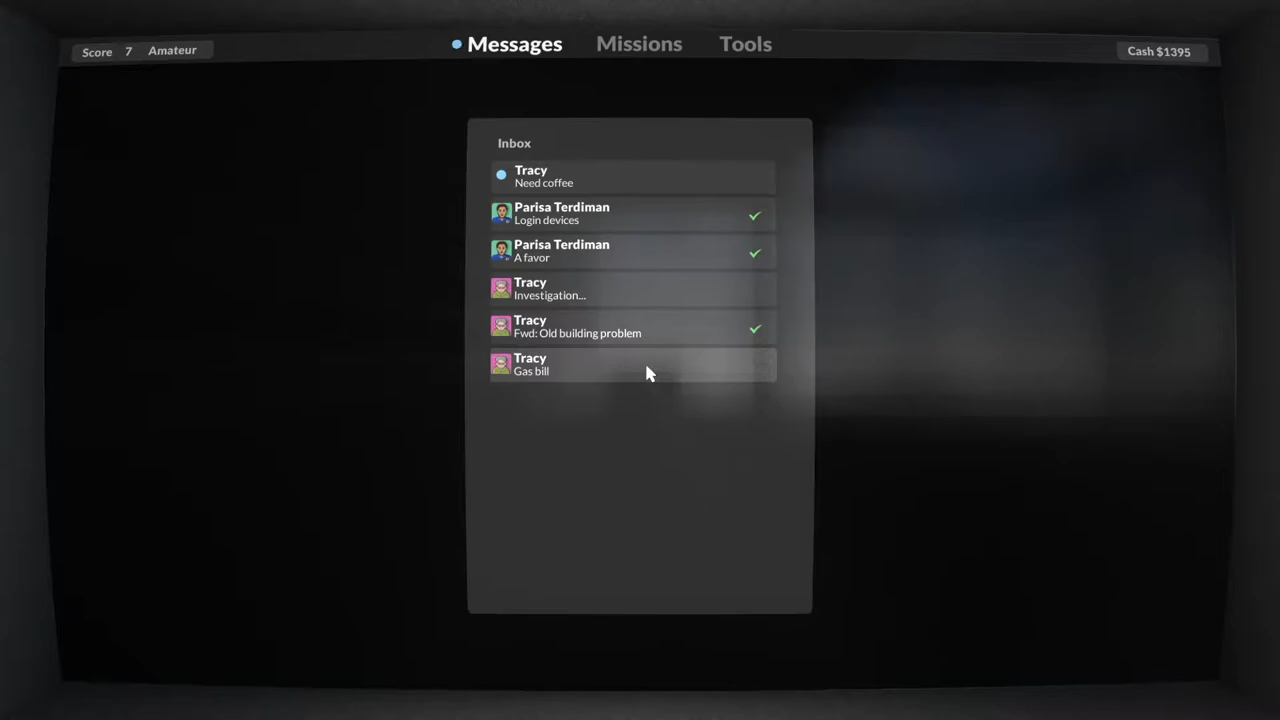 Score 7 Amateur
Messages
Missions
Tools
Cash $1395
Inbox
Tracy
Need coffee
Parisa Terdiman
Login devices
Parisa Terdiman
A favor
Tracy
Investigation...
Tracy
Fwd: Old building problem
Tracy
Gas bill